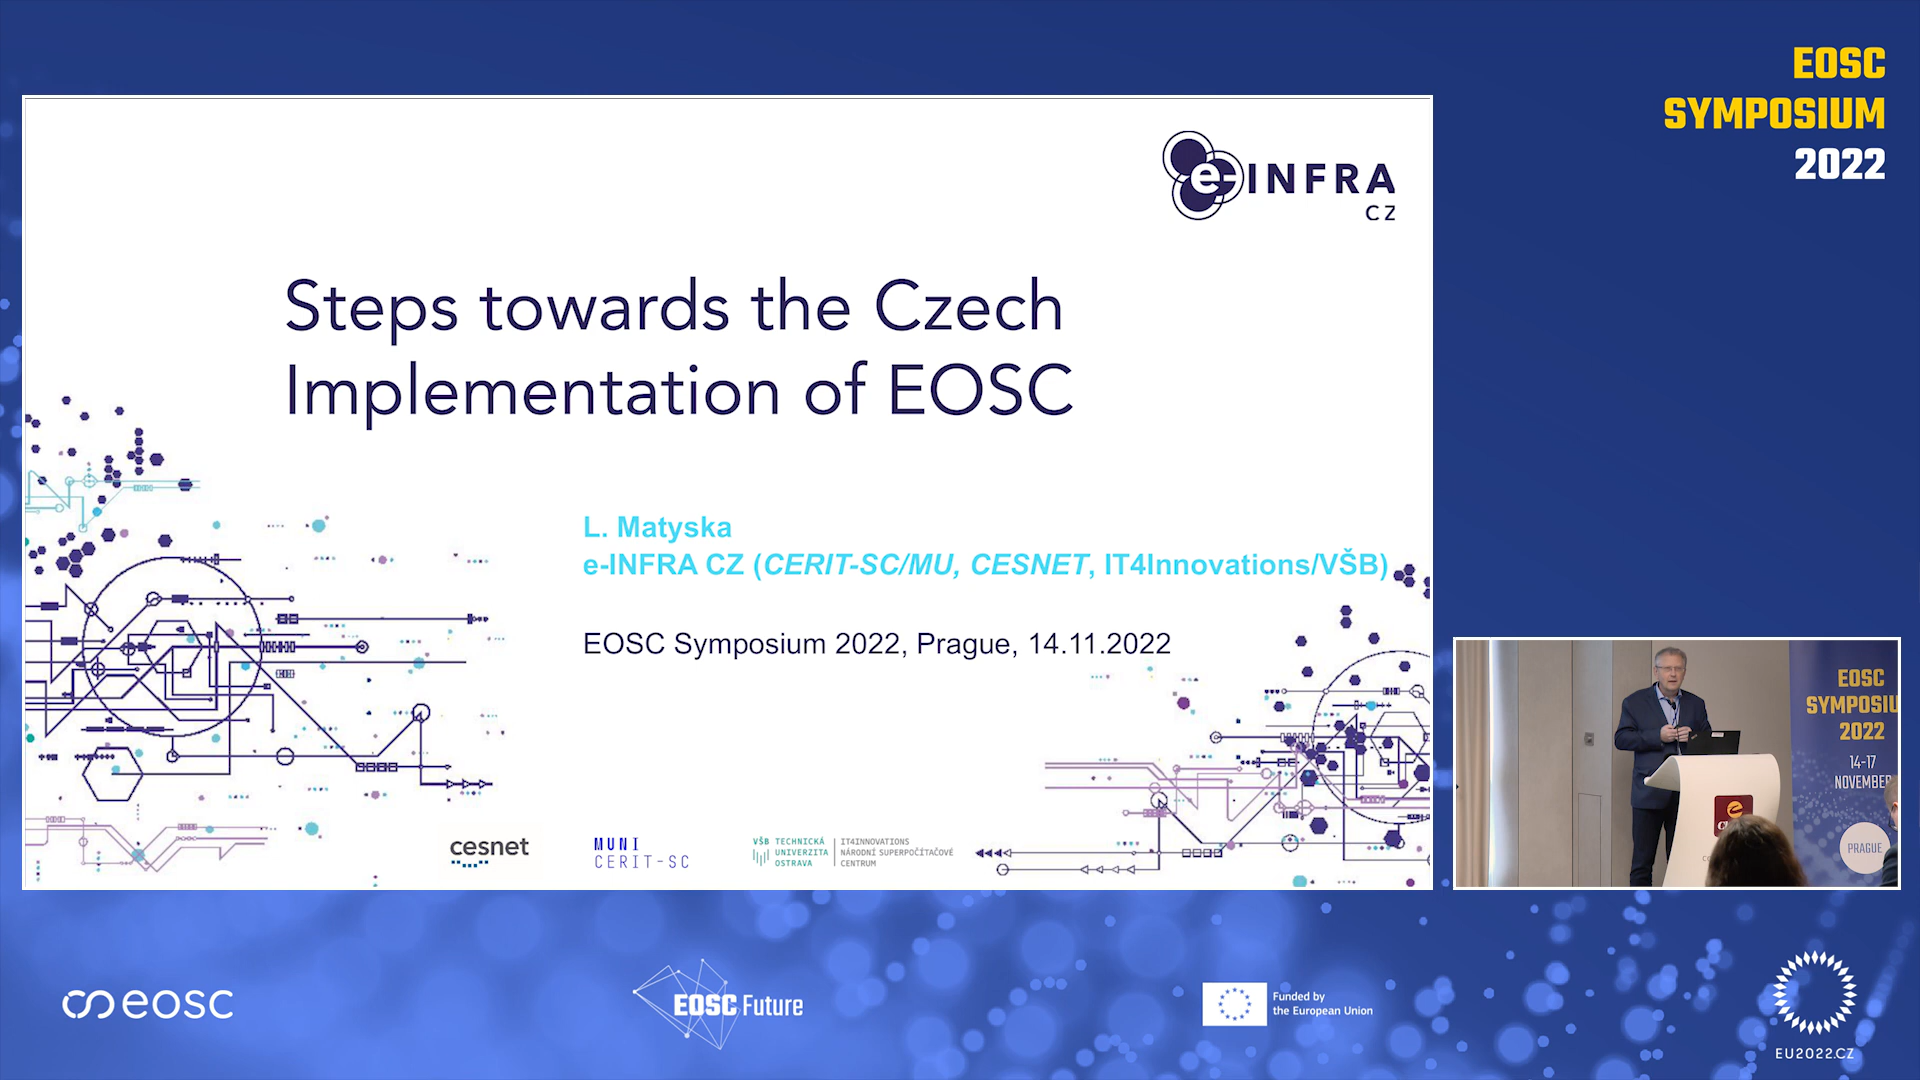 EOSC
SYMPOSIUM
2022
e-INFRA
CZ
Steps towards the Czech
Implementation of EOSC
L. Matyska
e-INFRA CZ (CERIT-SC/MU, CESNET, IT4Innovations/VŠB)
EOSC Symposium 2022, Prague, 14.11.2022
cesnet
MUNI
CERIT-SC
VŠB TECHNICKÁ
UNIVERZITA
OSTRAVA
IT4INNOVATIONS
NÁRODNÍ SUPERPOČÍTAČOVÉ
CENTRUM
EOSC
SYMPOSIU
2022
14-17
NOVEMBER
PRAGUE
eosc
EOSC Future
Funded by
the European Union
EU2022.CZ